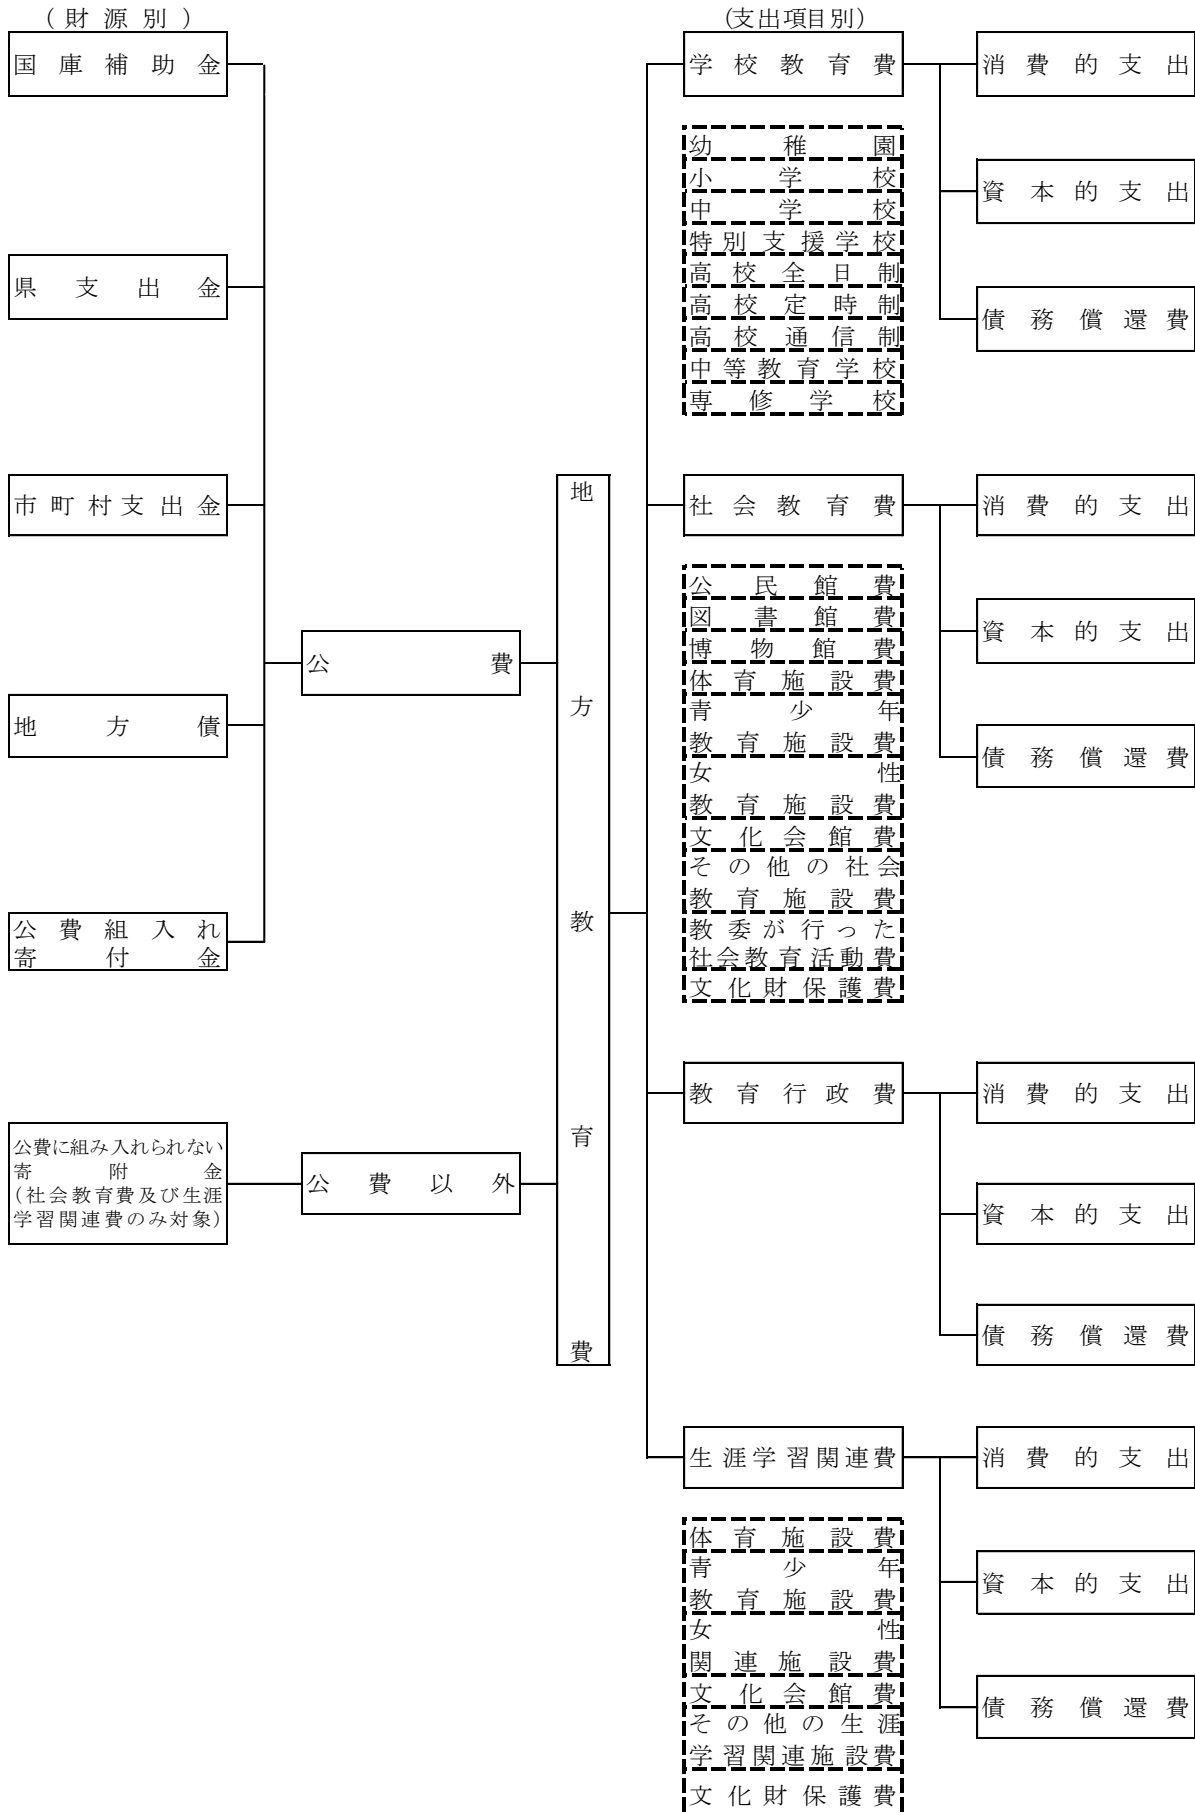 (財源別)
国庫補助金
県支出金
市町村支出金
地方債
公費組入れ
寄付金
公費に組み入れられない
寄附金
(社会教育費及び生涯
学習関連費のみ対象)
公費
公費以外
地方教育費
(支出項目別)
学校教育費
幼稚園
小学校
中学校
特別支援学校
高校全日制
高校定時制
高校通信制
中等教育学校
専修学校
消費的支出
資本的支出
債務償還費
社会教育費
公民館費
図書館費
博物館費
体育施設費
青少年
教育施設費
女性
教育施設費
文化会館費
その他の社会
教育施設費
教委が行った
社会教育活動費
文化財保護費
消費的支出
資本的支出
債務償還費
教育行政費
消費的支出
資本的支出
債務償還費
生涯学習関連費
体育施設費
青少年
教育施設費
女性
関連施設費
文化会館費
その他の生涯
学習関連施設費
文化財保護費
消費的支出
資本的支出
債務償還費